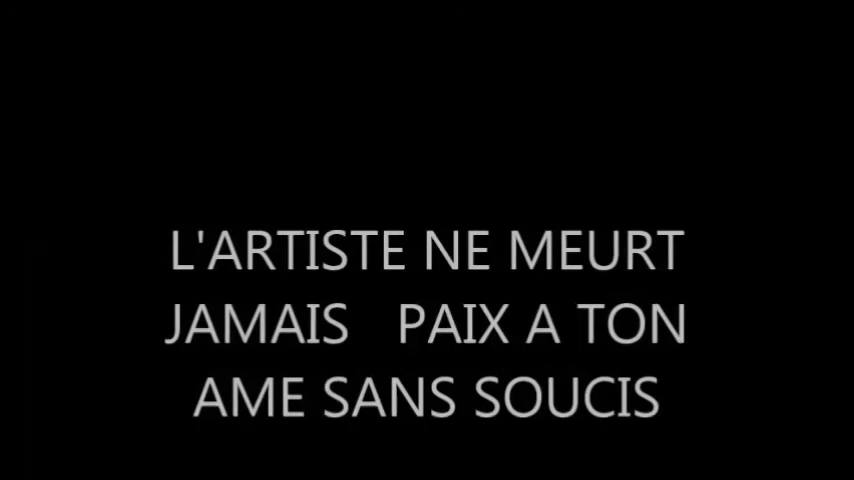 L'ARTISTE NE MEURT
JAMAIS   PAIX A TON
AME SANS SOUCIS